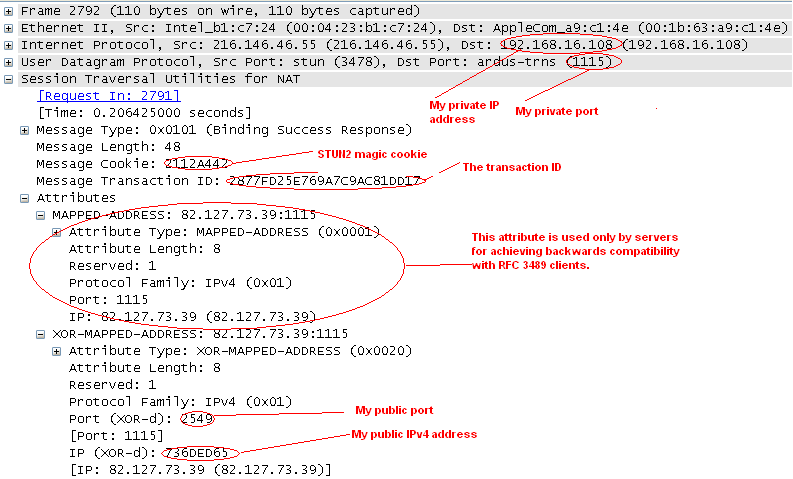 Frame 2792 (110 bytes on wire, 110 bytes captured)
Ethernet II, Src: Intel_b1:c7:24 (00:04:23:b1:c7:24), Dst: AppleCom_a9:c1:4e (00:1b:63:a9:c1:4e)
Internet Protocol, Src: 216.146.46.55 (216.146.46.55), Dst: 192.168.16.108 (192.168.16.108)
User Datagram Protocol, Src Port: stun (3478), Dst Port: ardus-trns (1115)
Session Traversal Utilities for NAT
[Request In: 2791]
My private IP
address
My private port
[Time: 0.206425000 seconds]
Message Type: 0x0101 (Binding Success Response)
Message Length: 48
STUN2 magic cookie
Message Cookie: 2112A442
The transaction ID
Message Transaction ID: 2877FD25E769A7C9AC81DD17
Attributes
MAPPED-ADDRESS: 82.127.73.39:1115
Attribute Type: MAPPED-ADDRESS (0x0001)
Attribute Length: 8
Reserved: 1
Protocol Family: IPv4 (0x01)
Port: 1115
IP: 82.127.73.39 (82.127.73.39)
This attribute is used only by servers
for achieving backwards compatibility
with RFC 3489 clients.
XOR-MAPPED-ADDRESS: 82.127.73.39:1115
Attribute Type: XOR-MAPPED-ADDRESS (0x0020)
Attribute Length: 8
Reserved: 1
Protocol Family: IPv4 (0x01)
Port (XOR-d): 2549
My public port
[Port: 1115]
My public IPv4 address
IP (XOR-d): 736DED65
[IP: 82.127.73.39 (82.127.73.39)]